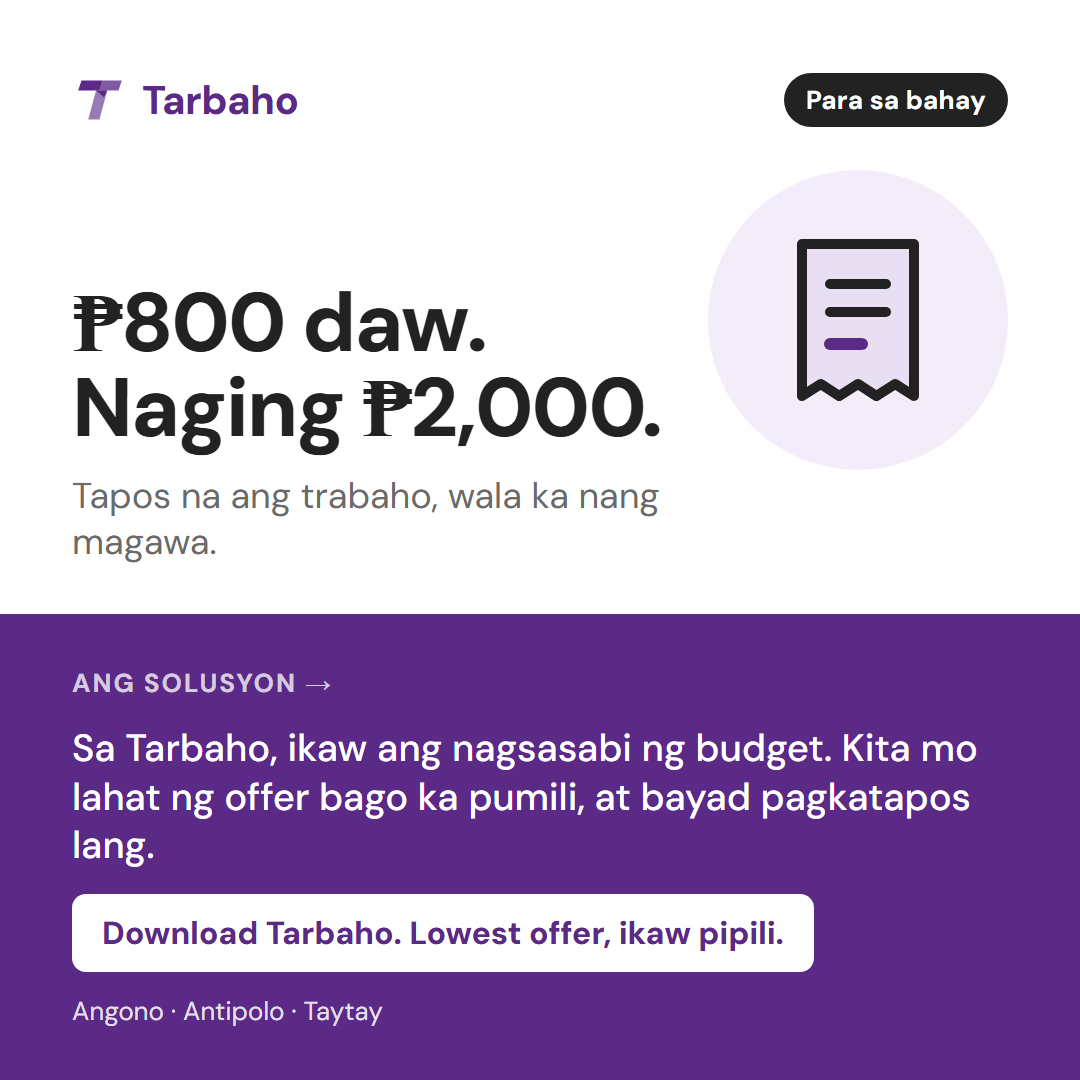 Tarbaho
Para sa bahay
₱800 daw.
Naging ₱2,000.
Tapos na ang trabaho, wala ka nang
magawa.
ANG SOLUSYON →
Sa Tarbaho, ikaw ang nagsasabi ng budget. Kita mo
lahat ng offer bago ka pumili, at bayad pagkatapos
lang.
Download Tarbaho. Lowest offer, ikaw pipili.
Angono · Antipolo · Taytay